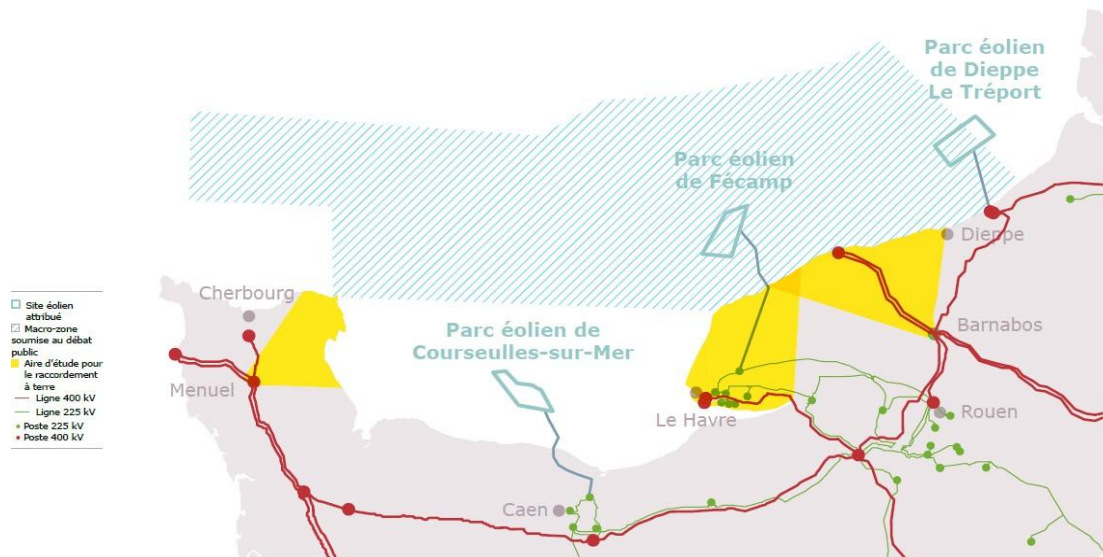 Parc éolien
de Dieppe
Le Tréport
Parc éolien
de Fécamp
Dieppe
Cherbourg
Site éolien
attribué
Macro-zone
soumise au débat
public
Aire d'étude pour
le raccordement
à terre
Ligne 400 kV
Ligne 225 kV
Poste 225 kV
Poste 400 kV
Parc éolien de
Courseulles-sur-Mer
Barnabos
Menuel
Le Havre
Rouen
Caen